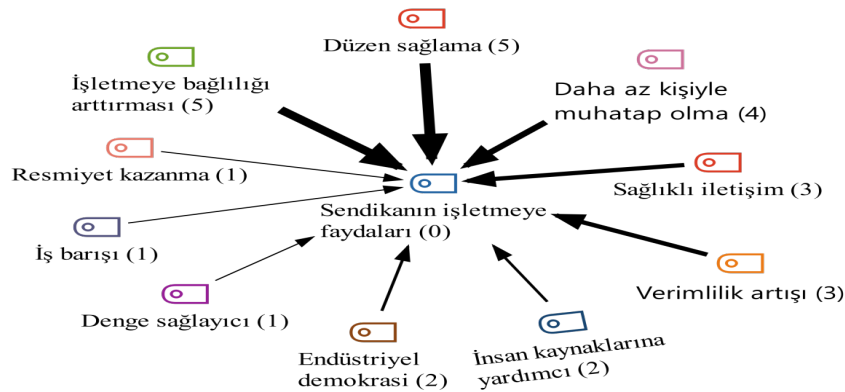 Düzen sağlama (5)
İşletmeye bağlılığı
arttırması (5)
Daha az kişiyle
muhatap olma (4)
Resmiyet kazanma (1)
Sağlıklı iletişim (3)
Sendikanın işletmeye
faydaları (0)
İş barışı (1)
Verimlilik artışı (3)
Denge sağlayıcı (1)
Endüstriyel
demokrasi (2)
İnsan kaynaklarına
yardımcı (2)